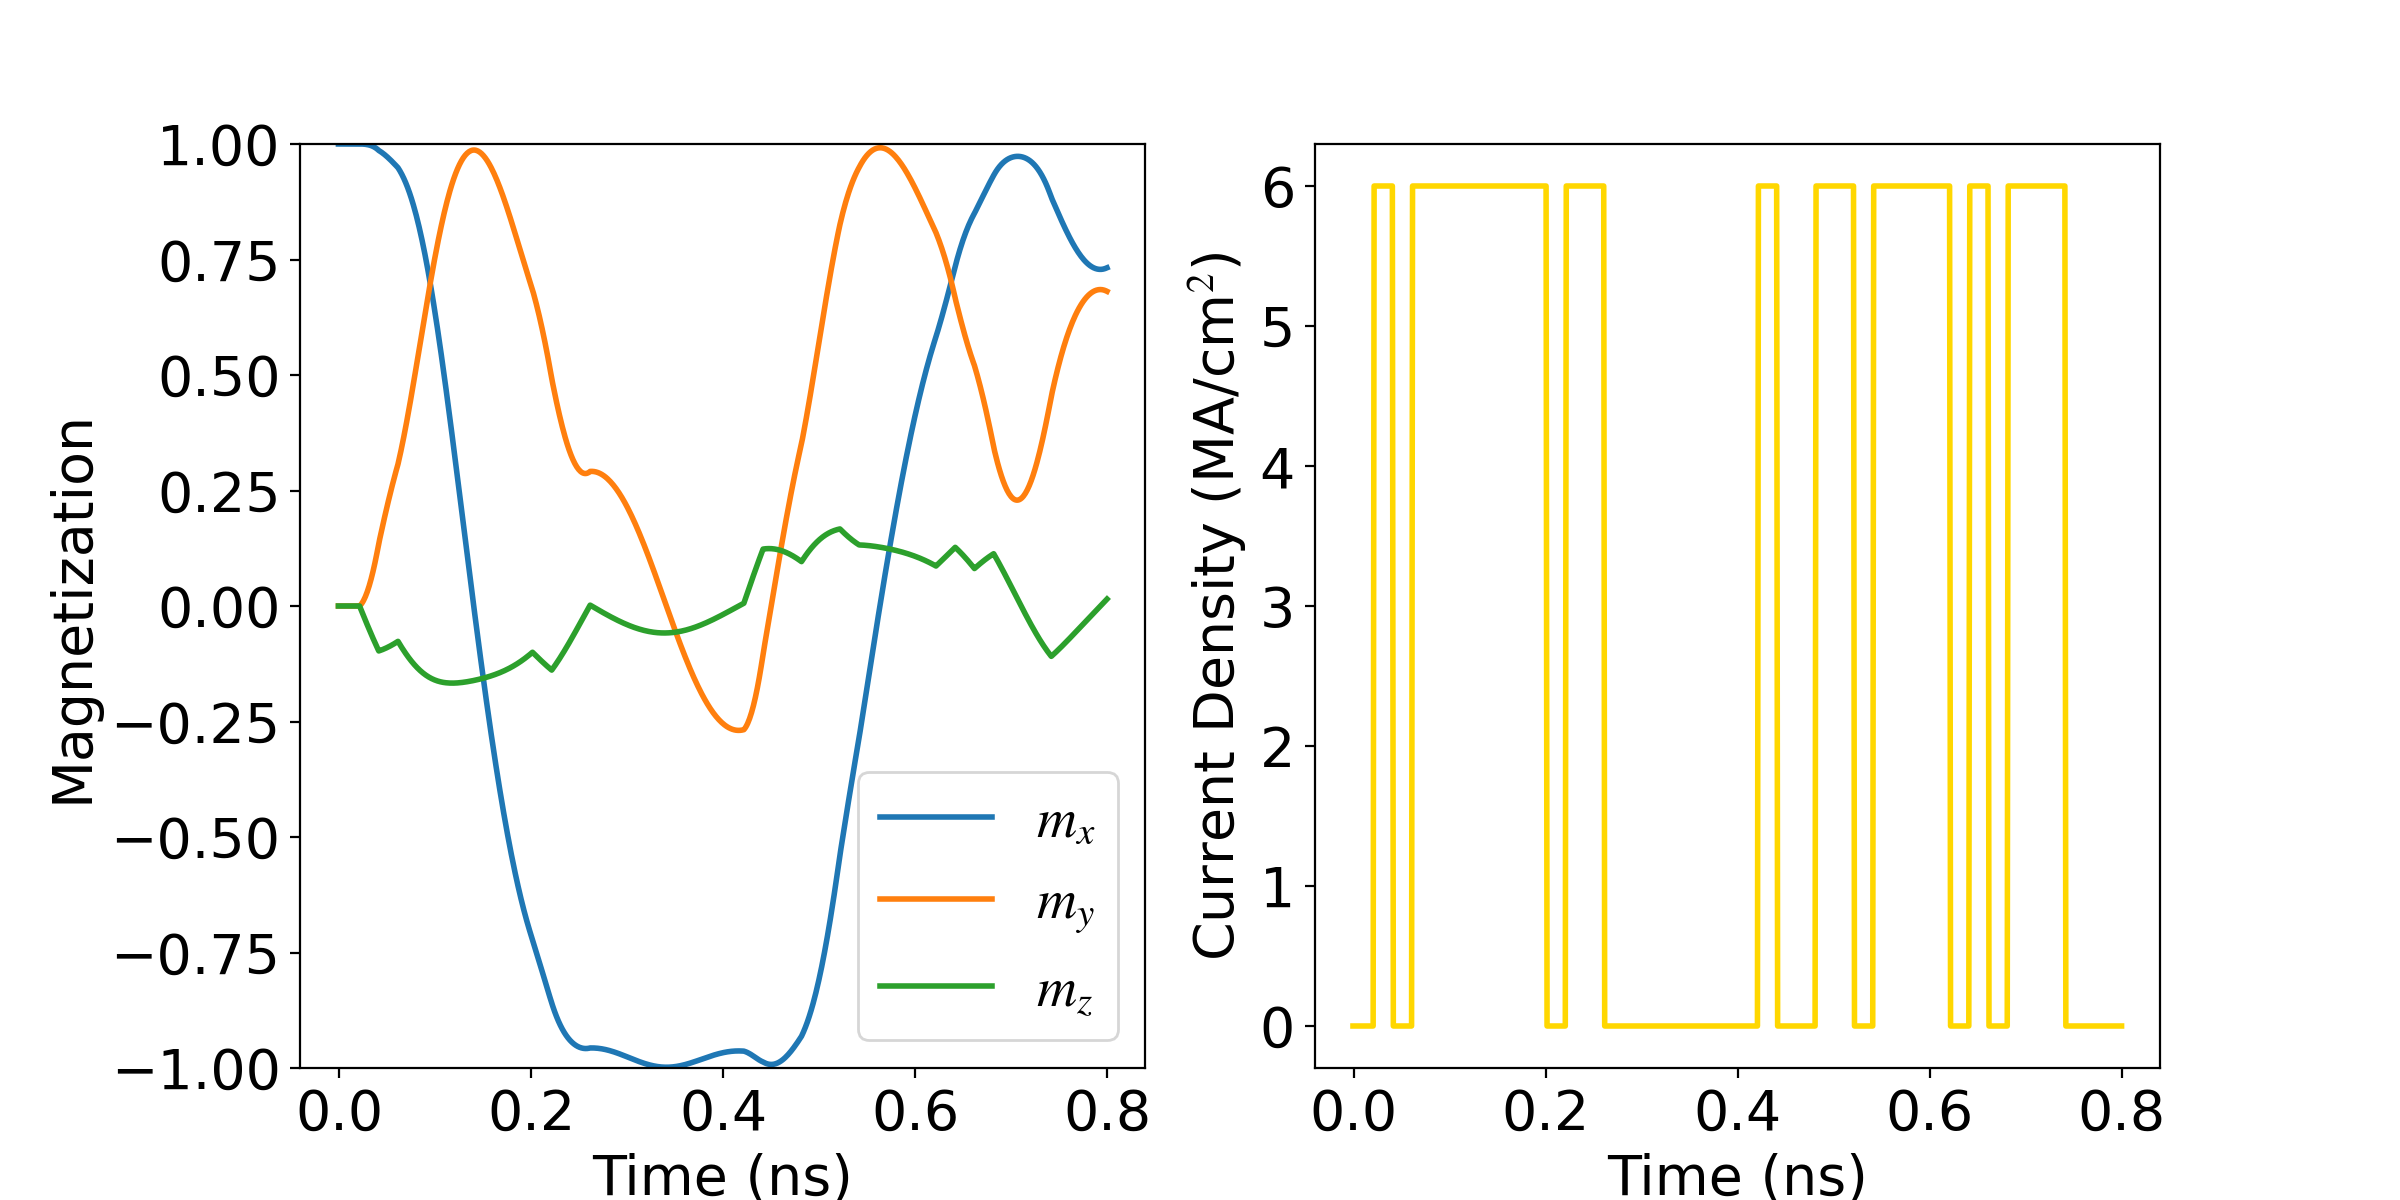 Magnetization
1.00
0.75
0.50
0.25
0.00
−0.25
−0.50
−0.75
−1.00
0.0 0.2 0.4 0.6 0.8
Time (ns)
m_x
m_y
m_z
Current Density (MA/cm²)
6
5
4
3
2
1
0
0.0 0.2 0.4 0.6 0.8
Time (ns)